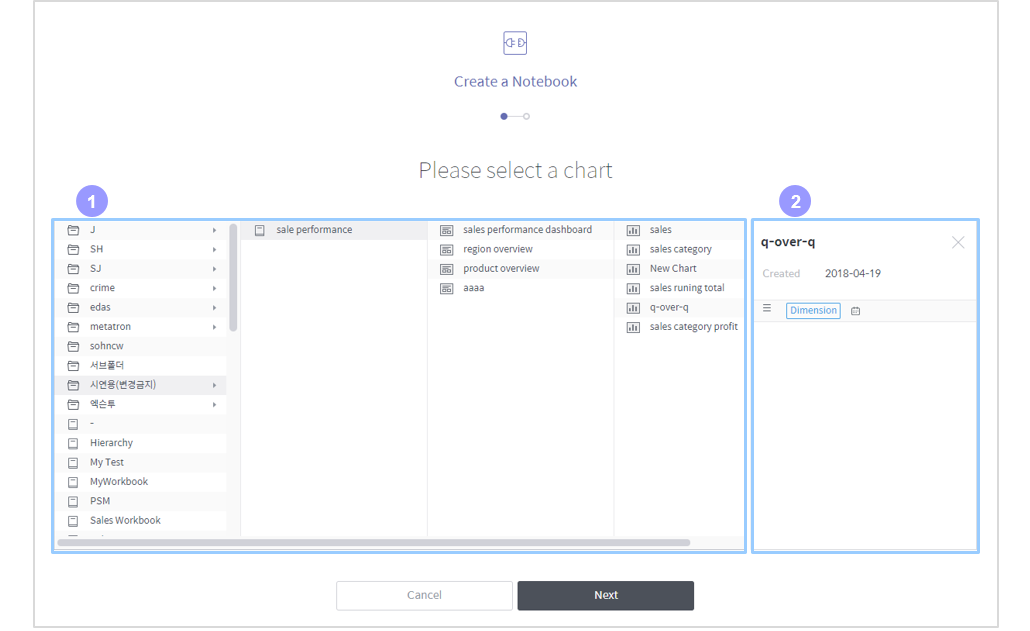 Create a Notebook
Please select a chart
1
2
J
SH
SJ
crime
edas
metatron
sohncw
서브폴더
시연용(변경금지)
엑슨투
-
Hierarchy
My Test
MyWorkbook
PSM
Sales Workbook
sale performance
sales performance dashboard
region overview
product overview
aaaa
sales
sales category
New Chart
sales runing total
q-over-q
sales category profit
q-over-q
Created 2018-04-19
Dimension
Cancel
Next